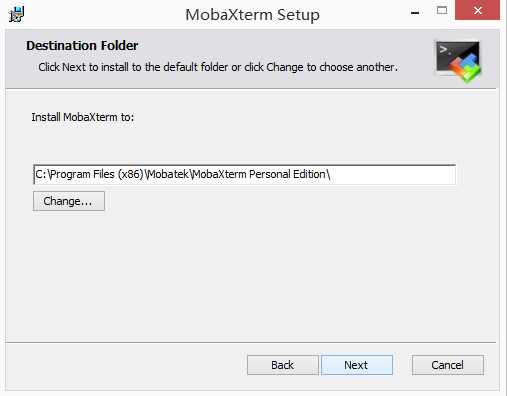 MobaXterm Setup
Destination Folder
Click Next to install to the default folder or click Change to choose another.
Install MobaXterm to:
C:\Program Files (x86)\Mobatek\MobaXterm Personal Edition\
Change...
Back Next Cancel